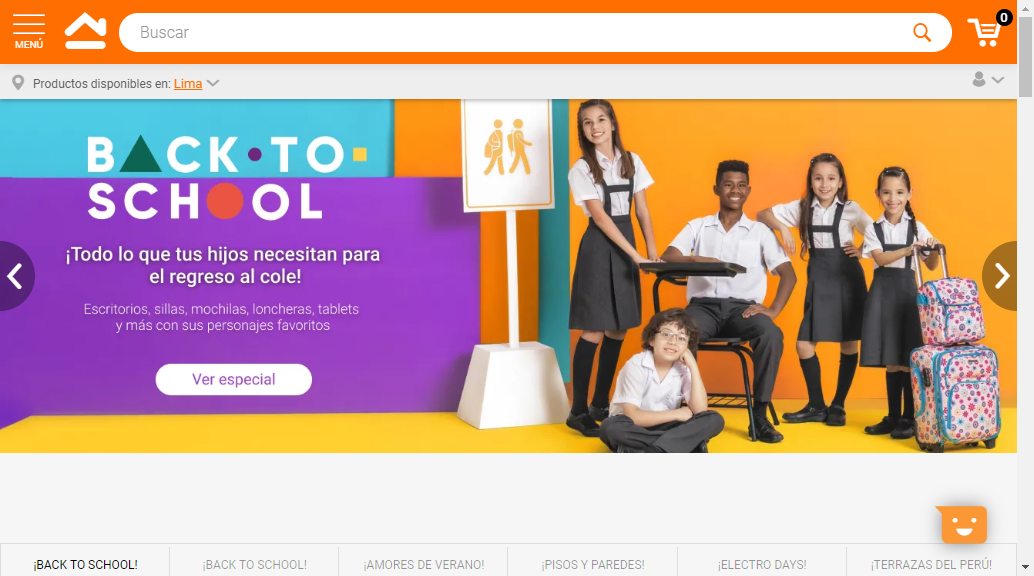 MENÚ
Buscar
0
Productos disponibles en: Lima
BACK·TO·
SCHOOL
¡Todo lo que tus hijos necesitan para
el regreso al cole!
Escritorios, sillas, mochilas, loncheras, tablets
y más con sus personajes favoritos
Ver especial
¡BACK TO SCHOOL!
¡BACK TO SCHOOL!
¡AMORES DE VERANO!
¡PISOS Y PAREDES!
¡ELECTRO DAYS!
¡TERRAZAS DEL PERÚ!